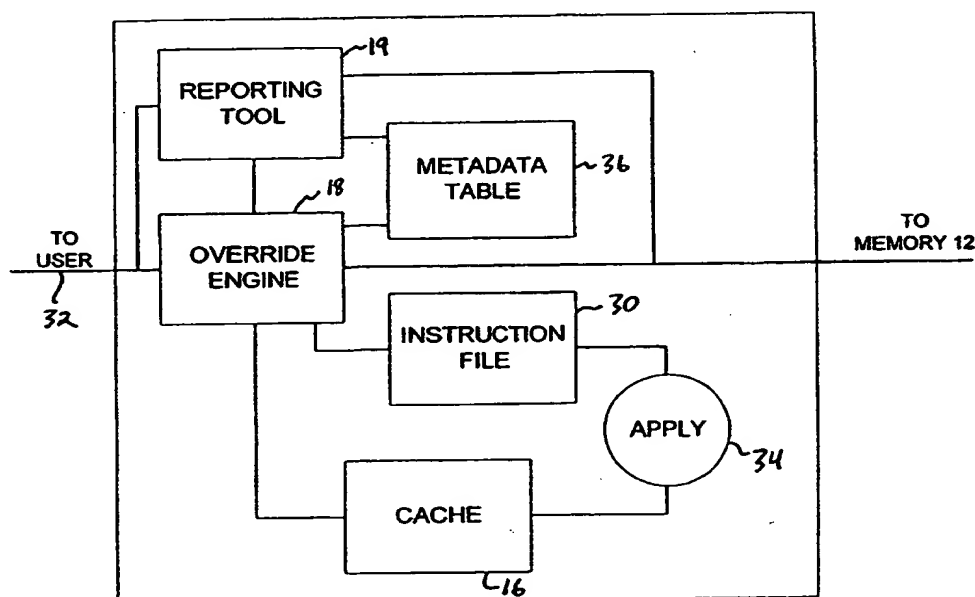 19
REPORTING
TOOL
METADATA
TABLE
36
18
TO
USER
32
OVERRIDE
ENGINE
TO
MEMORY 12
30
INSTRUCTION
FILE
APPLY
34
CACHE
16